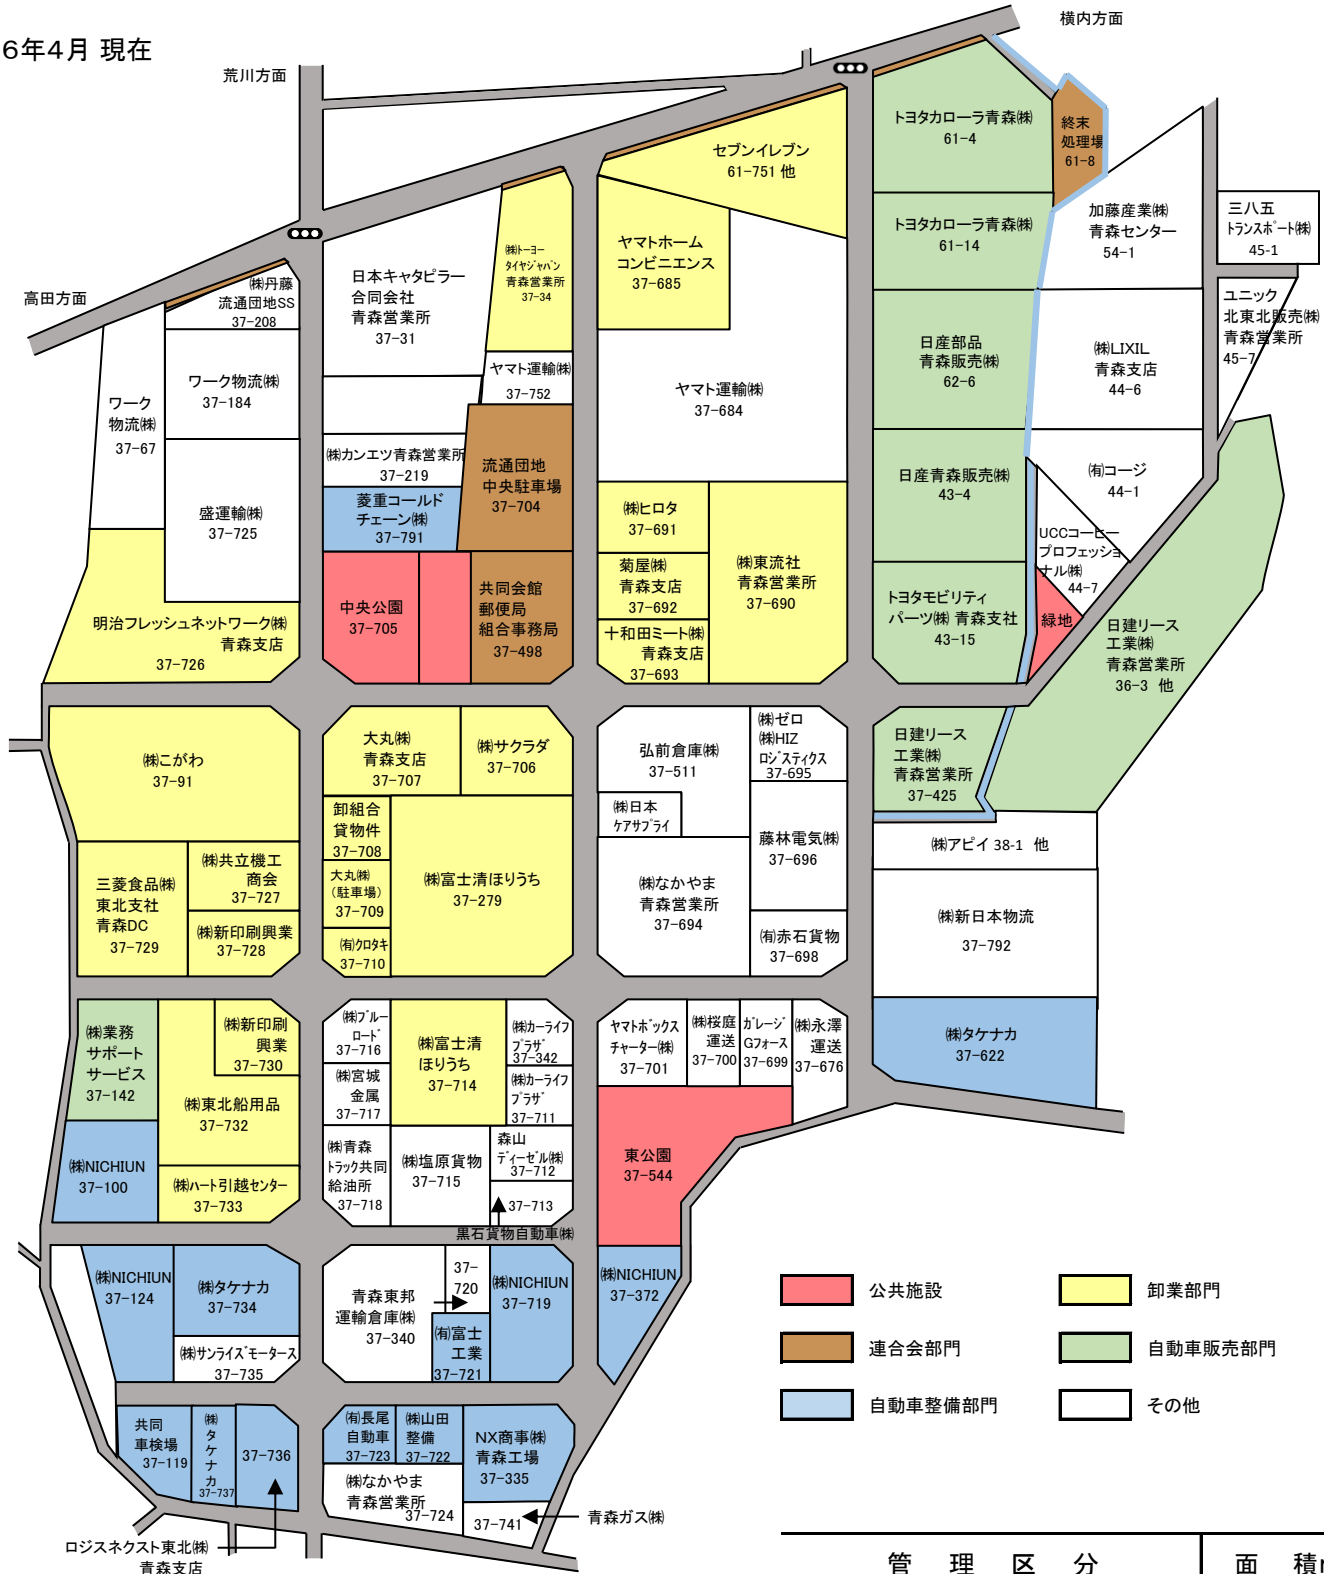 6年4月 現在
横内方面
荒川方面
高田方面
トヨタカローラ青森㈱
61-4
終末
処理場
61-8
セブンイレブン
61-751 他
加藤産業㈱
青森センター
54-1
三八五
トランスポート㈱
45-1
トヨタカローラ青森㈱
61-14
ヤマトホーム
コンビニエンス
37-685
㈱トーヨー
タイヤジャパン
青森営業所
37-34
日本キャタピラー
合同会社
青森営業所
37-31
㈱丹藤
流通団地SS
37-208
ユニック
北東北販売㈱
青森営業所
45-7
日産部品
青森販売㈱
62-6
㈱LIXIL
青森支店
44-6
ワーク物流㈱
37-184
ヤマト運輸㈱
37-752
ヤマト運輸㈱
37-684
ワーク
物流㈱
37-67
㈱カンエツ青森営業所
37-219
流通団地
中央駐車場
37-704
日産青森販売㈱
43-4
㈲コージ
44-1
菱重コールド
チェーン㈱
37-791
盛運輸㈱
37-725
㈱ヒロタ
37-691
UCCコーヒー
プロフェッショ
ナル㈱
44-7
菊屋㈱
青森支店
37-692
㈱東流社
青森営業所
37-690
中央公園
37-705
共同会館
郵便局
組合事務局
37-498
トヨタモビリティ
パーツ㈱ 青森支社
43-15
緑地
明治フレッシュネットワーク㈱
青森支店
37-726
十和田ミート㈱
青森支店
37-693
日建リース
工業㈱
青森営業所
36-3 他
㈱こがわ
37-91
大丸㈱
青森支店
37-707
㈱サクラダ
37-706
弘前倉庫㈱
37-511
㈱ゼロ
㈱HIZ
ロジスティクス
37-695
日建リース
工業㈱
青森営業所
37-425
卸組合
貸物件
37-708
㈱日本
ケアサプライ
藤林電気㈱
37-696
㈱アピイ 38-1 他
㈱共立機工
商会
37-727
三菱食品㈱
東北支社
青森DC
37-729
大丸㈱
（駐車場）
37-709
㈱富士清ほりうち
37-279
㈱なかやま
青森営業所
37-694
㈱新日本物流
37-792
㈱新印刷興業
37-728
㈲クロタキ
37-710
㈲赤石貨物
37-698
㈱業務
サポート
サービス
37-142
㈱新印刷
興業
37-730
㈱ブルー
ロード
37-716
㈱富士清
ほりうち
37-714
㈱カーライフ
プラザ
37-342
ヤマトボックス
チャーター㈱
37-701
㈱桜庭
運送
37-700
ガレージ
Gフォース
37-699
㈱永澤
運送
37-676
㈱タケナカ
37-622
㈱宮城
金属
37-717
㈱カーライフ
プラザ
37-711
㈱東北船用品
37-732
㈱NICHIUN
37-100
㈱ハート引越センター
37-733
㈱青森
トラック共同
給油所
37-718
㈱塩原貨物
37-715
森山
ディーゼル㈱
37-712
37-713
黒石貨物自動車㈱
東公園
37-544
㈱NICHIUN
37-124
㈱タケナカ
37-734
青森東邦
運輸倉庫㈱
37-340
37-
720
㈱NICHIUN
37-719
㈱NICHIUN
37-372
㈱サンライズモータース
37-735
㈲富士
工業
37-721
公共施設
卸業部門
連合会部門
自動車販売部門
自動車整備部門
その他
共同
車検場
37-119
㈱
タ
ケ
ナ
カ
37-737
37-736
㈲長尾
自動車
37-723
㈱山田
整備
37-722
NX商事㈱
青森工場
37-335
㈱なかやま
青森営業所
37-724
37-741
青森ガス㈱
ロジスネクスト東北㈱
青森支店
管 理 区 分
面 積